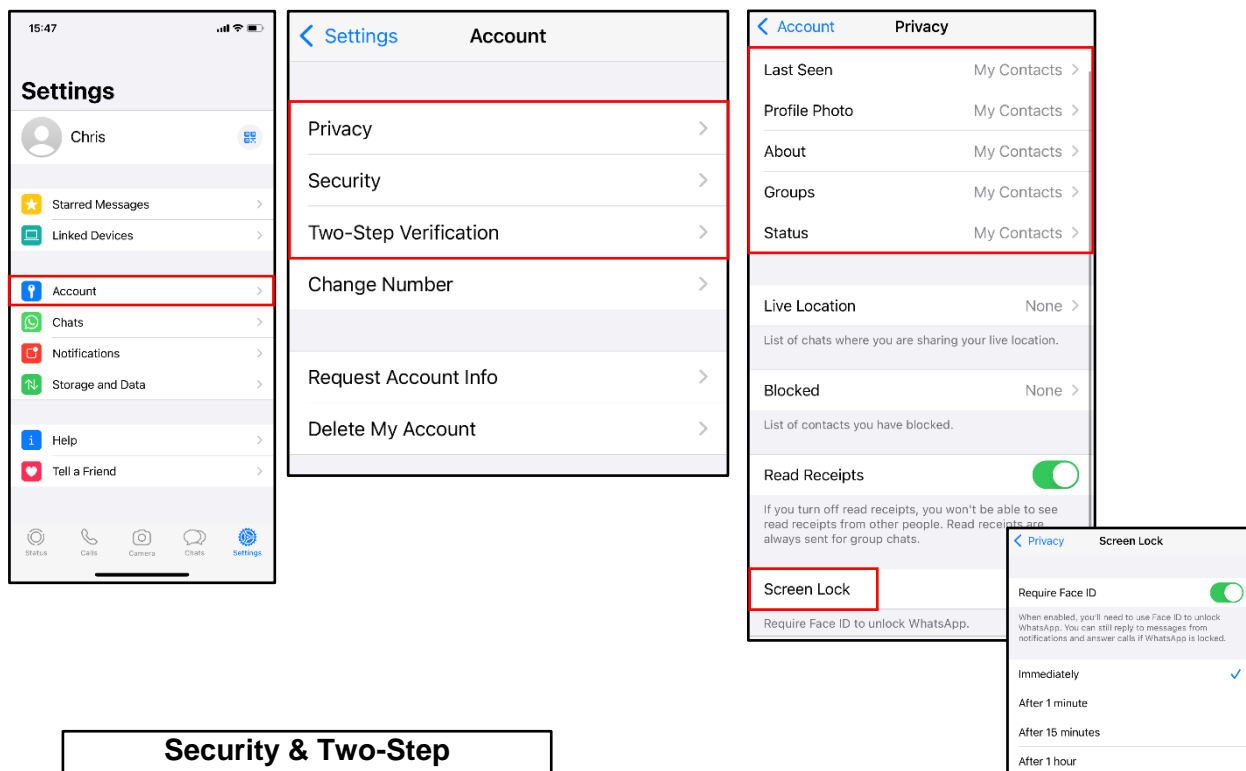 15:47
Settings
Chris
Starred Messages
Linked Devices
Account
Chats
Notifications
Storage and Data
Help
Tell a Friend
Status Calls Camera Chats Settings
Settings Account
Privacy
Security
Two-Step Verification
Change Number
Request Account Info
Delete My Account
Account Privacy
Last Seen My Contacts
Profile Photo My Contacts
About My Contacts
Groups My Contacts
Status My Contacts
Live Location None
List of chats where you are sharing your live location.
Blocked None
List of contacts you have blocked.
Read Receipts
If you turn off read receipts, you won't be able to see
read receipts from other people. Read receipts are
always sent for group chats.
Screen Lock
Require Face ID to unlock WhatsApp.
Privacy Screen Lock
Require Face ID
When enabled, you'll need to use Face ID to unlock
WhatsApp. You can still reply to messages from
notifications and answer calls if WhatsApp is locked.
Immediately
After 1 minute
After 15 minutes
After 1 hour
Security & Two-Step